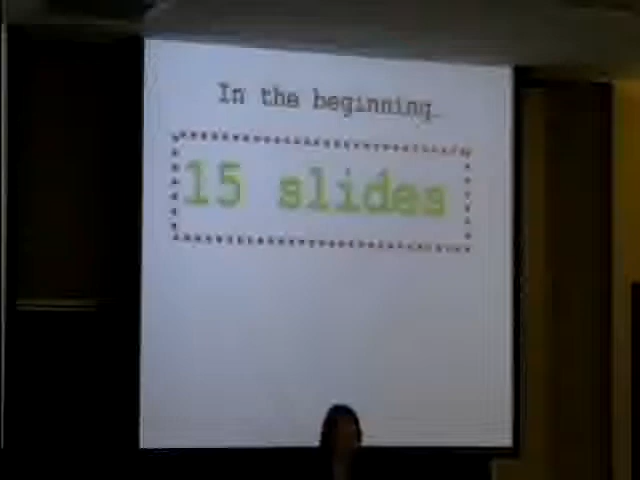 In the beginning…
15 slides